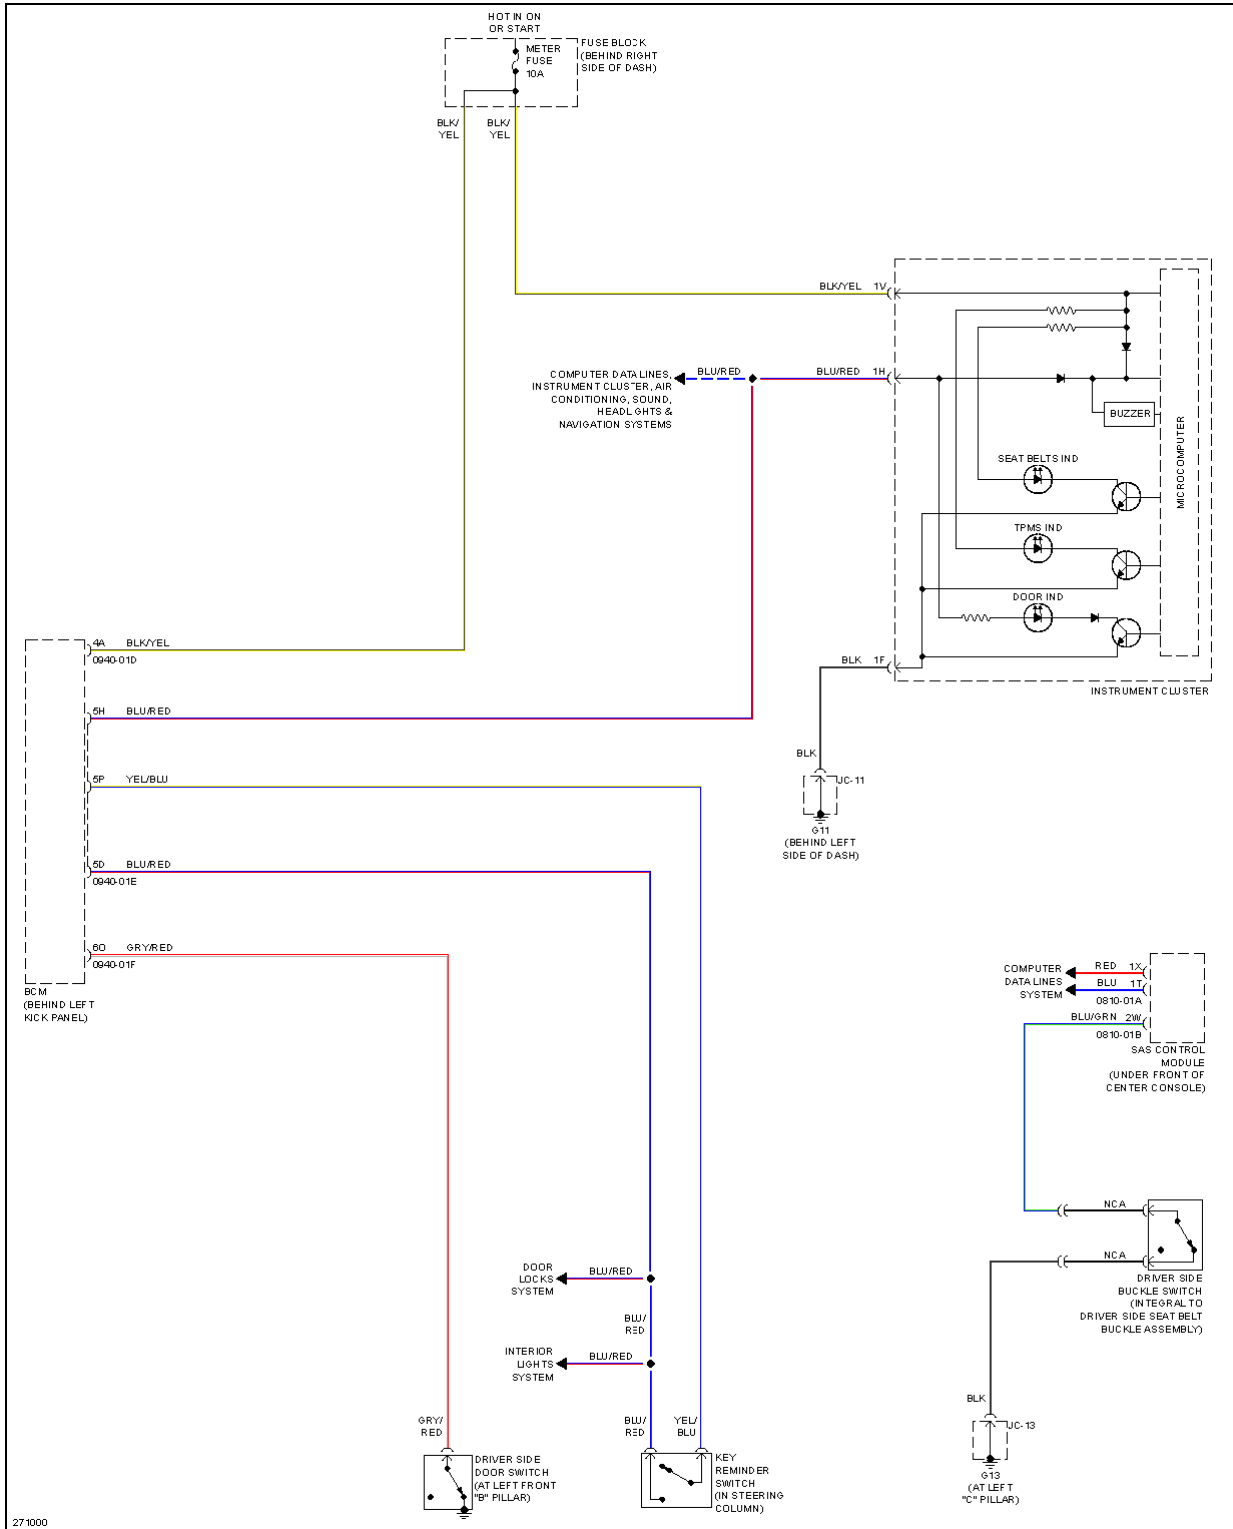 HOT IN ON
OR START
METER
FUSE
10A
FUSE BLOCK
(BEHIND RIGHT
SIDE OF DASH)
BLK/
YEL
BLK/
YEL
BLK/YEL 1V
COMPUTER DATA LINES,
INSTRUMENT CLUSTER, AIR
CONDITIONING, SOUND,
HEADLIGHTS &
NAVIGATION SYSTEMS
BLU/RED
BLU/RED 1H
BUZZER
MICROCOMPUTER
SEAT BELTS IND
TPMS IND
DOOR IND
BLK 1F
INSTRUMENT CLUSTER
4A BLK/YEL
0940-01D
5H BLU/RED
5P YEL/BLU
5D BLU/RED
0940-01E
6O GRY/RED
0940-01F
BCM
(BEHIND LEFT
KICK PANEL)
BLK
JC-11
G11
(BEHIND LEFT
SIDE OF DASH)
COMPUTER
DATA LINES
SYSTEM
RED 1X
BLU 1T
0810-01A
BLU/GRN 2W
0810-01B
SAS CONTROL
MODULE
(UNDER FRONT OF
CENTER CONSOLE)
NCA
NCA
DRIVER SIDE
BUCKLE SWITCH
(INTEGRAL TO
DRIVER SIDE SEAT BELT
BUCKLE ASSEMBLY)
BLK
JC-13
G13
(AT LEFT
"C" PILLAR)
DOOR
LOCKS
SYSTEM
BLU/RED
BLU/
RED
INTERIOR
LIGHTS
SYSTEM
BLU/RED
GRY/
RED
BLU/
RED
YEL/
BLU
DRIVER SIDE
DOOR SWITCH
(AT LEFT FRONT
"B" PILLAR)
KEY
REMINDER
SWITCH
(IN STEERING
COLUMN)
271000